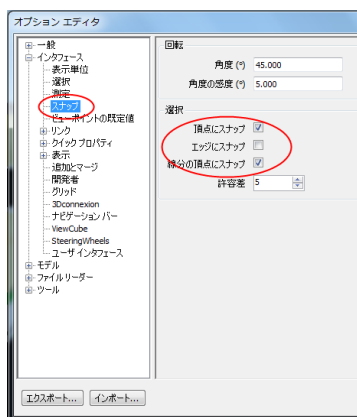 オプション エディタ
一般
インタフェース
表示単位
選択
測定
スナップ
ビューポイントの既定値
リンク
クイック プロパティ
表示
追加とマージ
開発者
グリッド
3Dconnexion
ナビゲーション バー
ViewCube
SteeringWheels
ユーザ インタフェース
モデル
ファイル リーダー
ツール
回転
角度 (°) 45.000
角度の感度 (°) 5.000
選択
頂点にスナップ
エッジにスナップ
線分の頂点にスナップ
許容差 5
エクスポート... インポート...